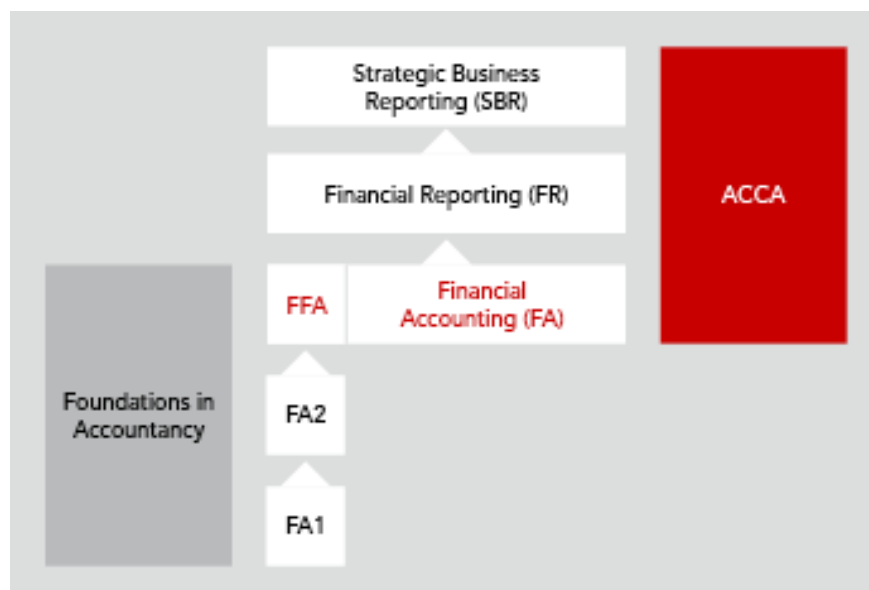 Strategic Business
Reporting (SBR)
Financial Reporting (FR)
ACCA
FFA
Financial
Accounting (FA)
Foundations in
Accountancy
FA2
FA1